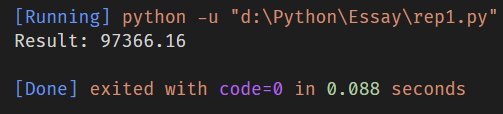 [Running] python -u "d:\Python\Essay\rep1.py"
Result: 97366.16
[Done] exited with code=0 in 0.088 seconds